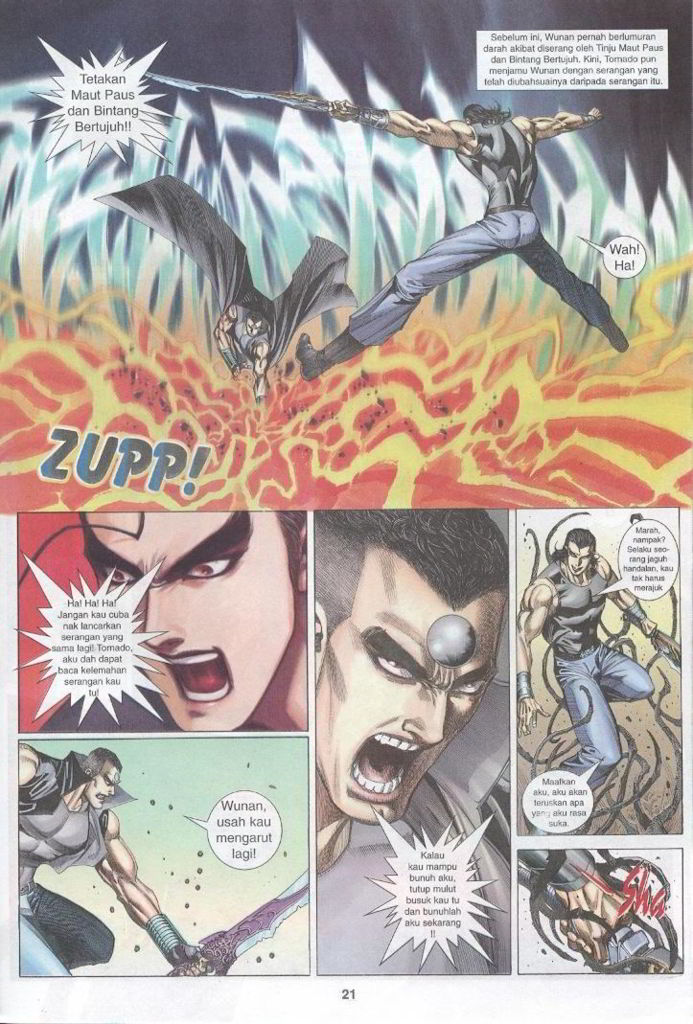 Sebelum ini, Wunan pernah berlumuran
darah akibat diserang oleh Tinju Maut Paus
dan Bintang Bertujuh. Kini, Tornado pun
menjamu Wunan dengan serangan yang
telah diubahsuaikan daripada serangan itu.
Tetakan
Maut Paus
dan Bintang
Bertujuh!!
Wah!
Ha!
ZUPP!
Ha! Ha! Ha!
Jangan kau cuba
nak lancarkan
serangan yang
sama lagi! Tornado,
aku dah dapat
baca kelemahan
serangan kau
tu!
Wunan,
usah kau
mengarut
lagi!
Kalau
kau mampu
bunuh aku,
tutup mulut
busuk kau tu
dan bunuhlah
aku sekarang
!!
Marah,
nampak?
Selaku seo-
rang jaguh
handalan, kau
tak harus
merajuk
Maafkan
aku, aku akan
teruskan apa
yang aku rasa
suka.
Sha
21